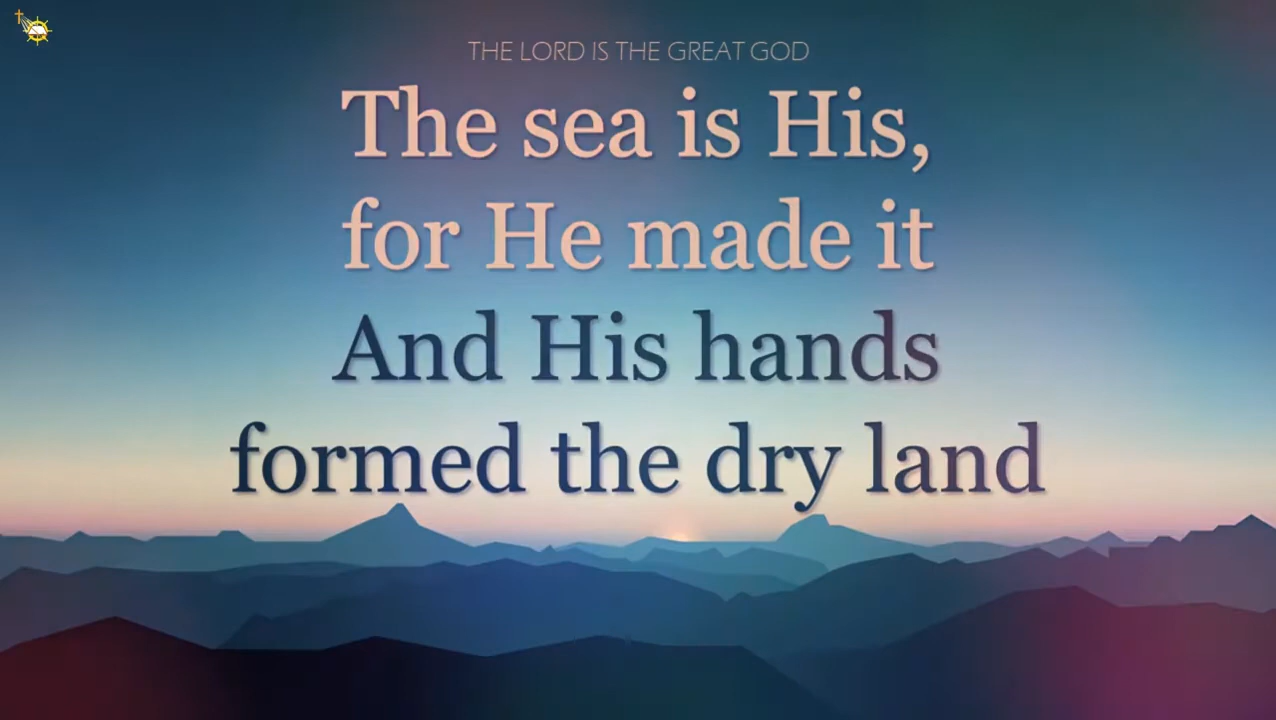 THE LORD IS THE GREAT GOD
The sea is His,
for He made it
And His hands
formed the dry land